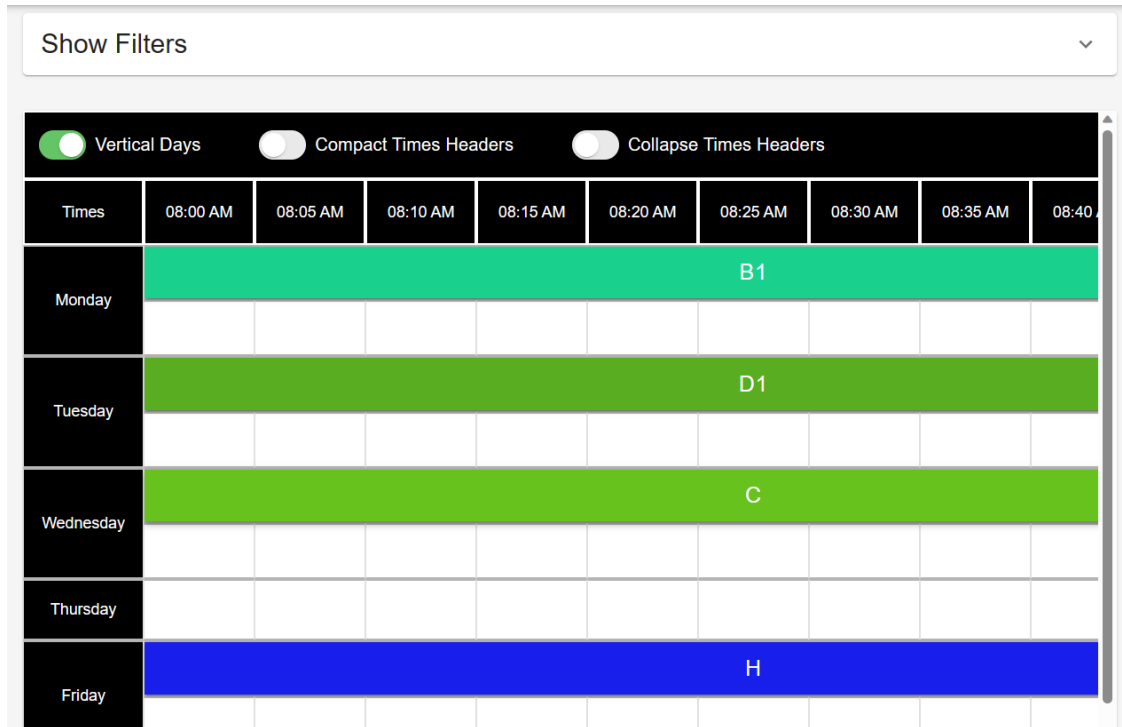 Show Filters
Vertical Days Compact Times Headers Collapse Times Headers
Times 08:00 AM 08:05 AM 08:10 AM 08:15 AM 08:20 AM 08:25 AM 08:30 AM 08:35 AM 08:40
B1
Monday
D1
Tuesday
C
Wednesday
Thursday
H
Friday